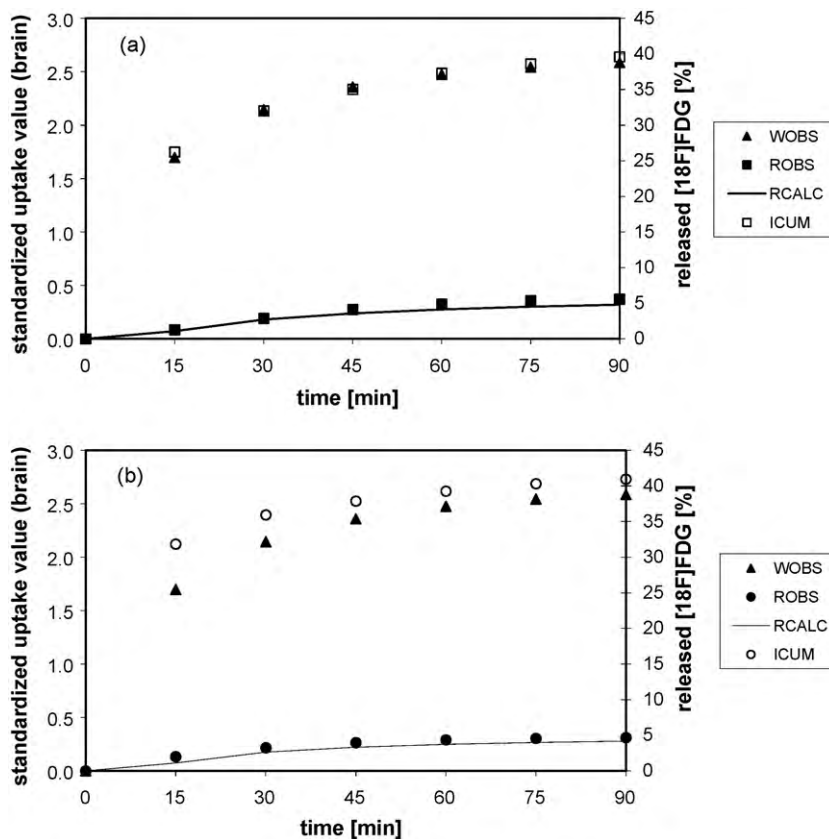 (a)
standardized uptake value (brain)
3.0
2.5
2.0
1.5
1.0
0.5
0.0
0 15 30 45 60 75 90
time [min]
45
40
35
30
25
20
15
10
5
0
released [18F]FDG [%]
WOBS
ROBS
RCALC
ICUM
(b)
standardized uptake value (brain)
3.0
2.5
2.0
1.5
1.0
0.5
0.0
0 15 30 45 60 75 90
time [min]
45
40
35
30
25
20
15
10
5
0
released [18F]FDG [%]
WOBS
ROBS
RCALC
ICUM